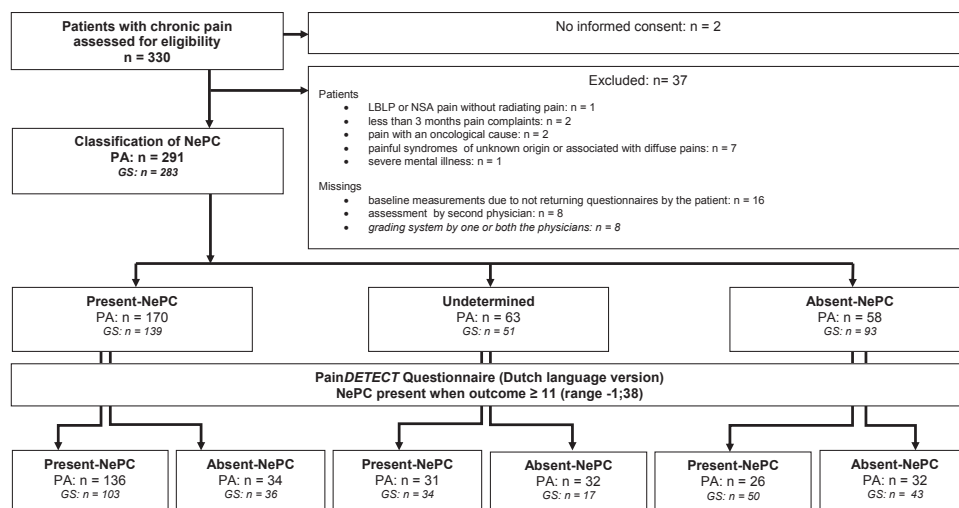 Patients with chronic pain
assessed for eligibility
n = 330
No informed consent: n = 2
Excluded: n= 37
Patients
• LBLP or NSA pain without radiating pain: n = 1
• less than 3 months pain complaints: n = 2
• pain with an oncological cause: n = 2
• painful syndromes of unknown origin or associated with diffuse pains: n = 7
• severe mental illness: n = 1
Missings
• baseline measurements due to not returning questionnaires by the patient: n = 16
• assessment by second physician: n = 8
• grading system by one or both the physicians: n = 8
Classification of NePC
PA: n = 291
GS: n = 283
Present-NePC
PA: n = 170
GS: n = 139
Undetermined
PA: n = 63
GS: n = 51
Absent-NePC
PA: n = 58
GS: n = 93
PainDETECT Questionnaire (Dutch language version)
NePC present when outcome ≥ 11 (range -1;38)
Present-NePC
PA: n = 136
GS: n = 103
Absent-NePC
PA: n = 34
GS: n = 36
Present-NePC
PA: n = 31
GS: n = 34
Absent-NePC
PA: n = 32
GS: n = 17
Present-NePC
PA: n = 26
GS: n = 50
Absent-NePC
PA: n = 32
GS: n = 43